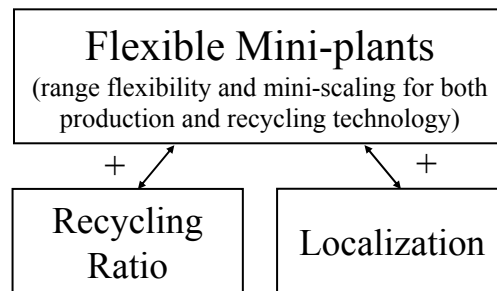 Flexible Mini-plants
(range flexibility and mini-scaling for both
production and recycling technology)
+
+
Recycling
Ratio
Localization